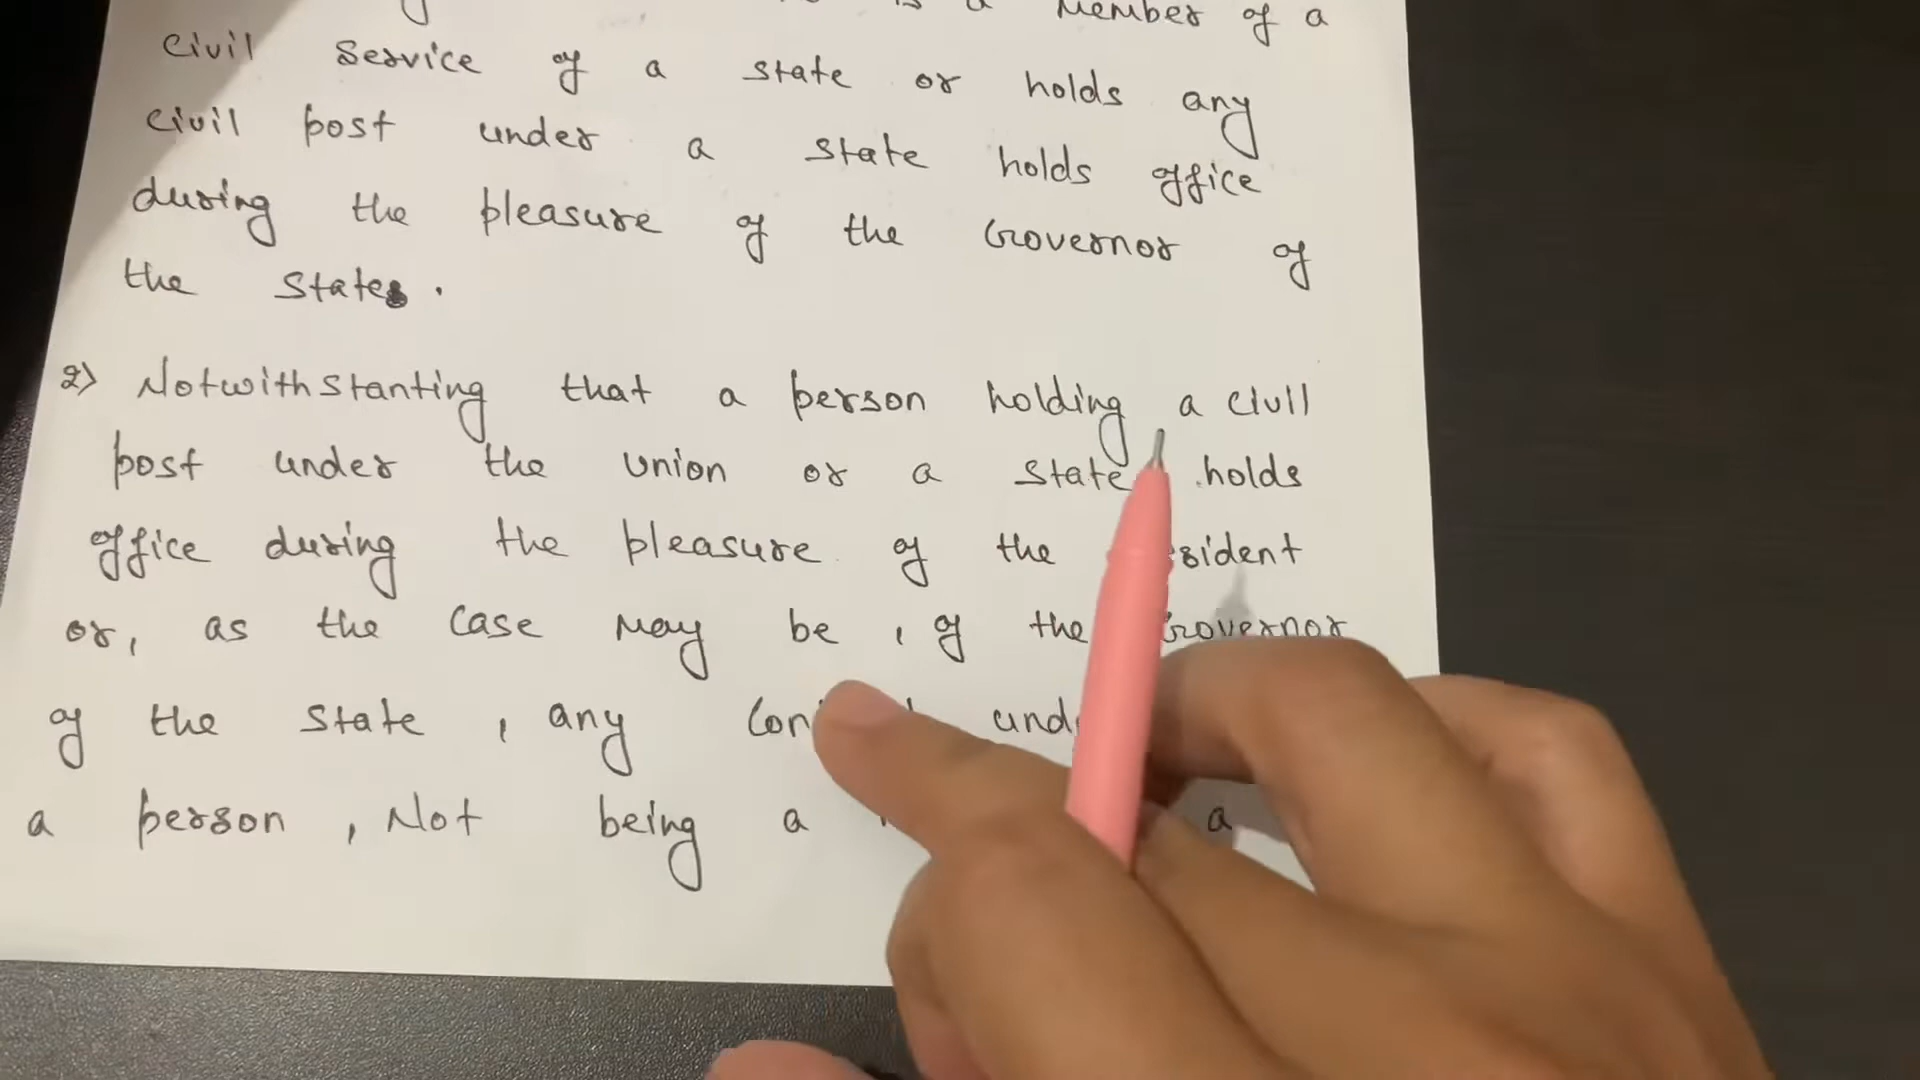 a Member of a
civil service of a state or holds any
civil post under a state holds office
during the pleasure of the Governor of
the state.
2) Notwithstanting that a person holding a civil
post under the union or a state holds
office during the pleasure of the
or, as the case may be, of the Governor
of the state, any
a person, Not being a a